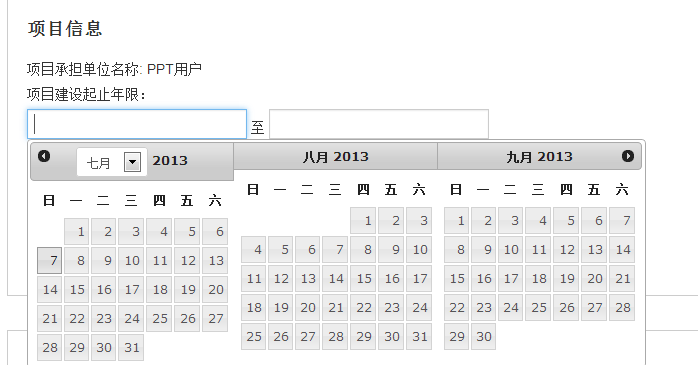 项目信息
项目承担单位名称: PPT用户
项目建设起止年限：
至
七月 2013
日 一 二 三 四 五 六
1 2 3 4 5 6
7 8 9 10 11 12 13
14 15 16 17 18 19 20
21 22 23 24 25 26 27
28 29 30 31
八月 2013
日 一 二 三 四 五 六
1 2 3
4 5 6 7 8 9 10
11 12 13 14 15 16 17
18 19 20 21 22 23 24
25 26 27 28 29 30 31
九月 2013
日 一 二 三 四 五 六
1 2 3 4 5 6 7
8 9 10 11 12 13 14
15 16 17 18 19 20 21
22 23 24 25 26 27 28
29 30